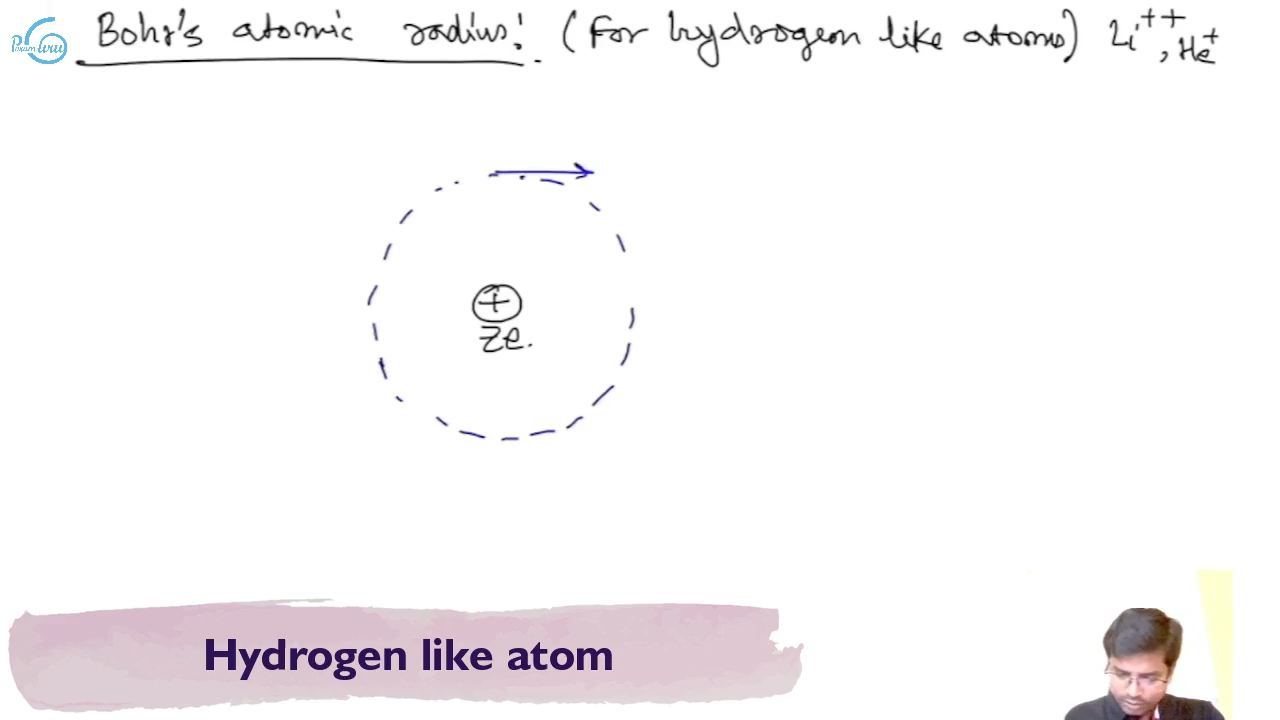 Bohr's atomic radius: (For hydrogen like atoms) Li++, He+
+
ze.
Hydrogen like atom